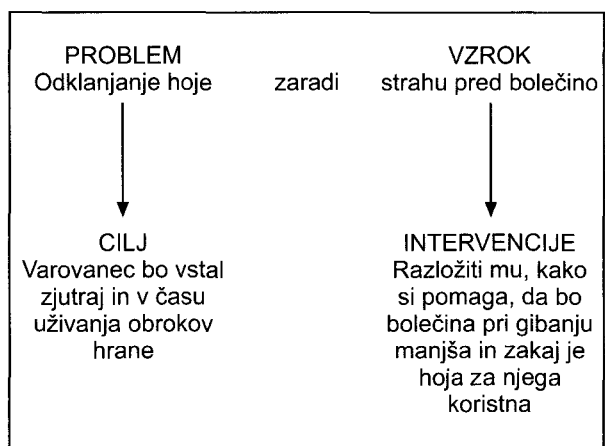 PROBLEM
Odklanjanje hoje
zaradi
VZROK
strahu pred bolečino
CILJ
Varovanec bo vstal
zjutraj in v času
uživanja obrokov
hrane
INTERVENCIJE
Razložiti mu, kako
si pomaga, da bo
bolečina pri gibanju
manjša in zakaj je
hoja za njega
koristna